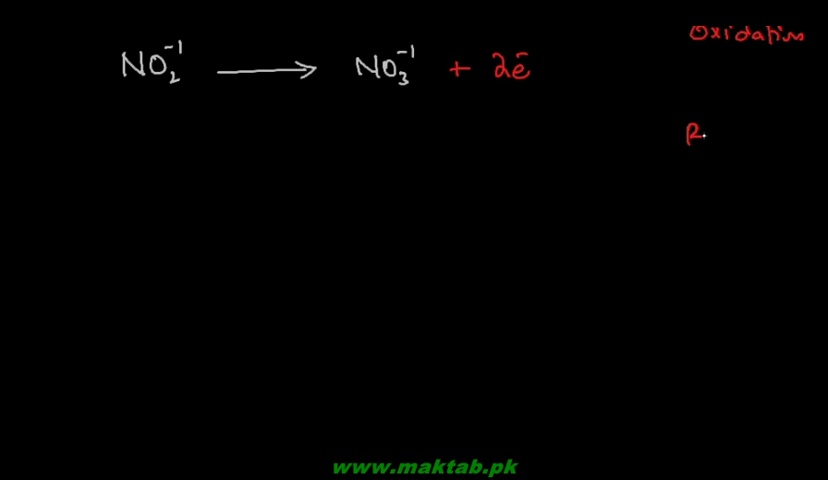 NO₂⁻¹ ⟶ NO₃⁻¹ + 2e⁻
Oxidation
R
www.maktab.pk